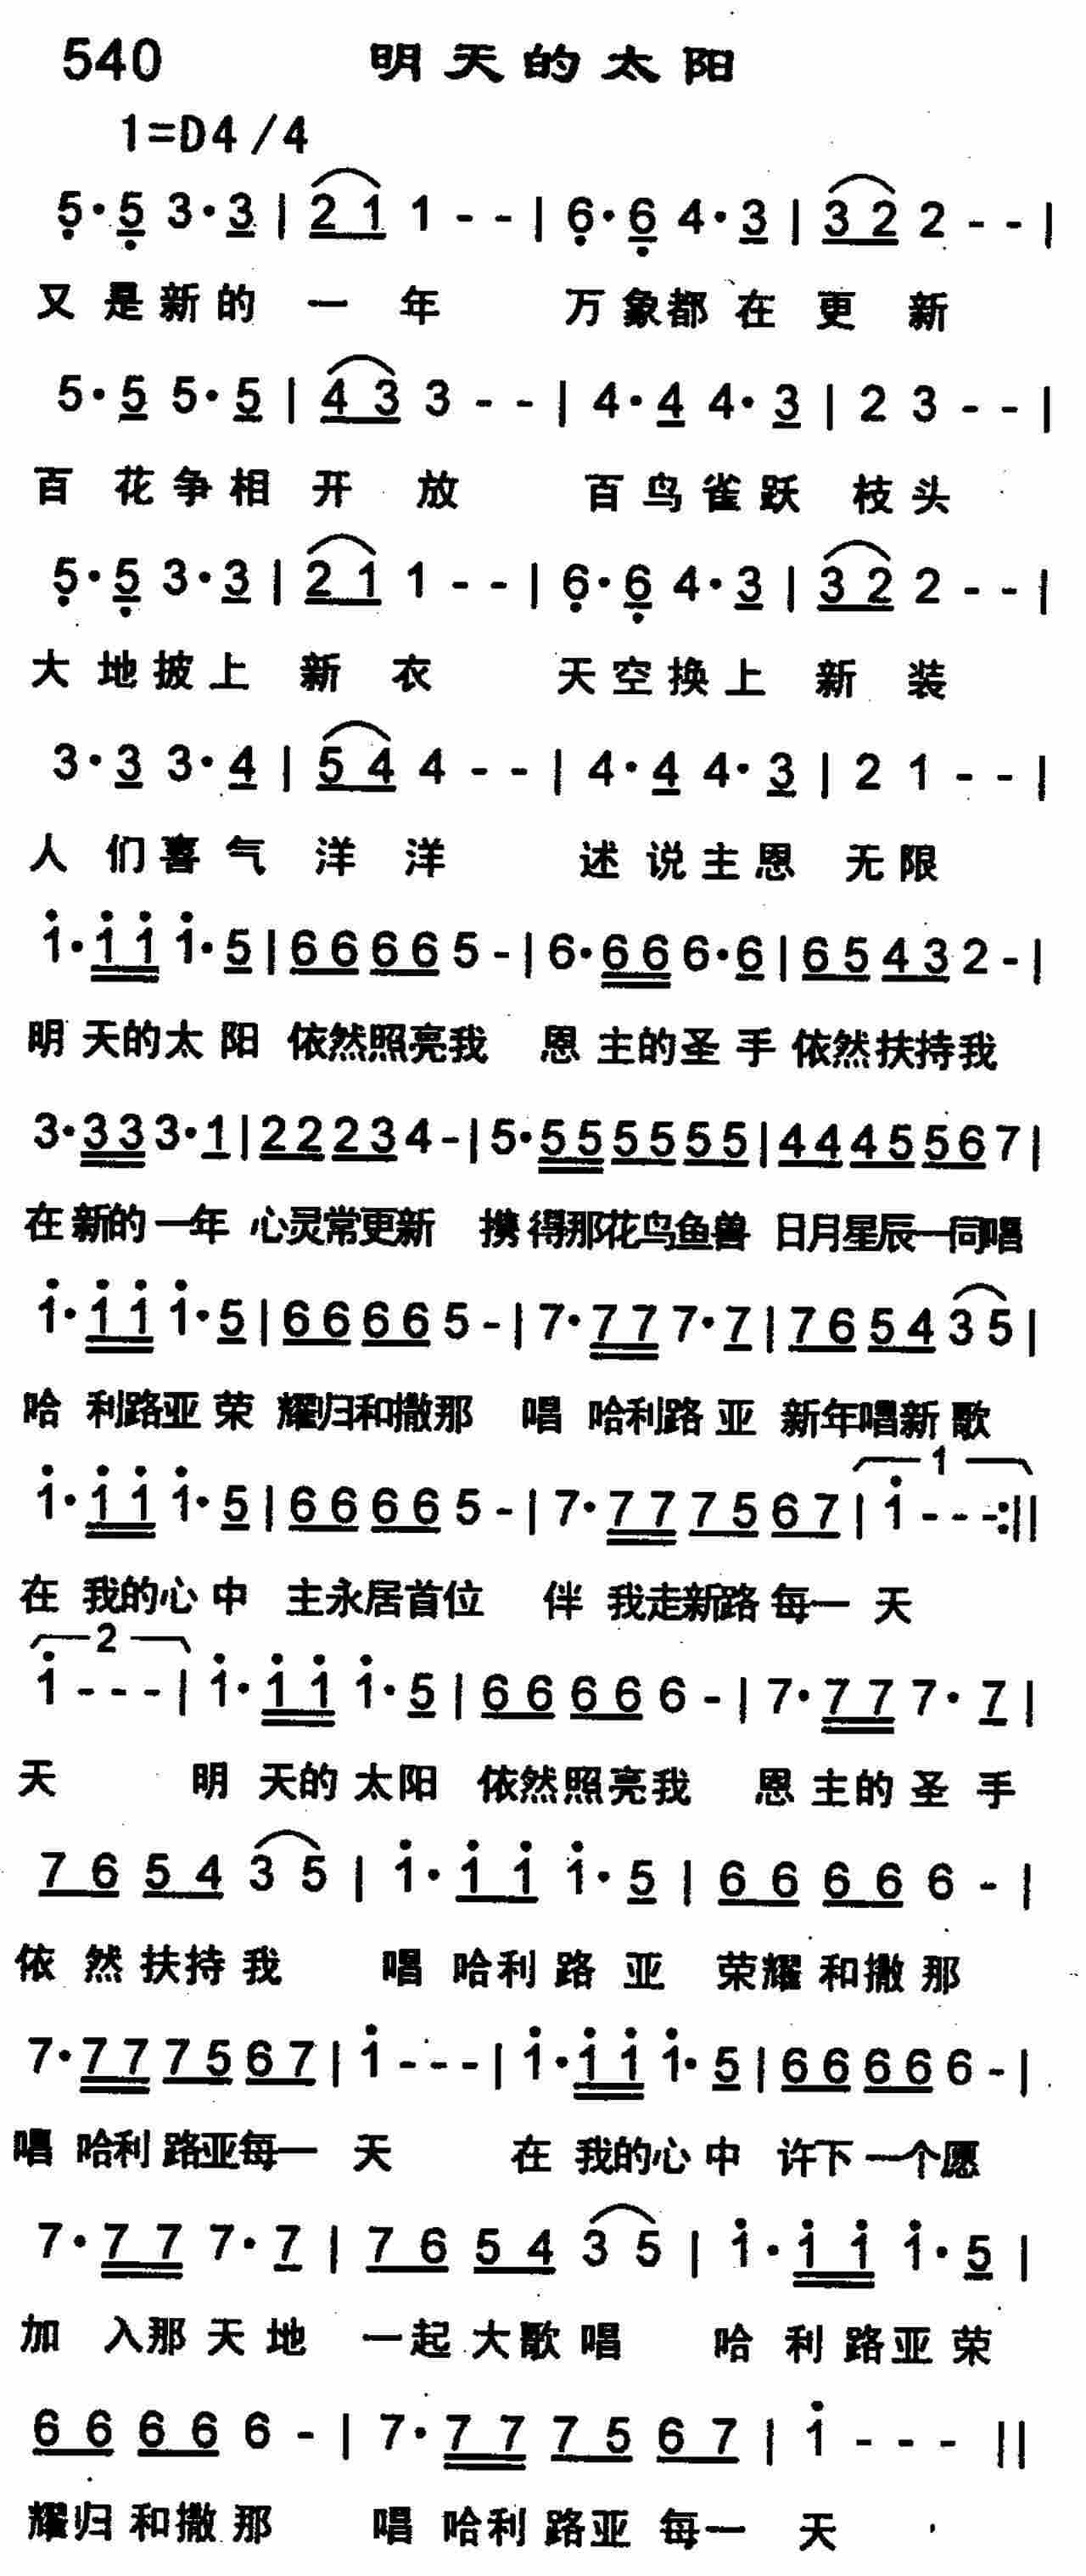 540 明天的太阳
1=D4/4
5·5 3·3 | 2 1 1 - - | 6·6 4·3 | 3 2 2 - - |
又是新的一年 万象都在更新
5·5 5·5 | 4 3 3 - - | 4·4 4·3 | 2 3 - - |
百花争相开放 百鸟雀跃枝头
5·5 3·3 | 2 1 1 - - | 6·6 4·3 | 3 2 2 - - |
大地披上新衣 天空换上新装
3·3 3·4 | 5 4 4 - - | 4·4 4·3 | 2 1 - - |
人们喜气洋洋 述说主恩无限
1·1 1 1·5 | 6 6 6 6 5 - | 6·6 6 6·6 | 6 5 4 3 2 - |
明天的太阳 依然照亮我 恩主的圣手依然扶持我
3·3 3 3·1 | 2 2 2 3 4 - | 5·5 5 5 5 5 5 | 4 4 4 5 5 6 7 |
在新的一年 心灵常更新 携得那花鸟鱼兽 日月星辰一同唱
1·1 1 1·5 | 6 6 6 6 5 - | 7·7 7 7·7 | 7 6 5 4 3 5 |
哈利路亚荣 耀归和撒那 唱哈利路亚 新年唱新歌
1·1 1 1·5 | 6 6 6 6 5 - | 7·7 7 7 5 6 7 | 1 1 - - - :||
在我的心中 主永居首位 伴我走新路每一天
2 1 - - - | 1·1 1 1·5 | 6 6 6 6 6 - | 7·7 7 7·7 |
天 明天的太阳 依然照亮我 恩主的圣手
7 6 5 4 3 5 | 1·1 1 1·5 | 6 6 6 6 6 - |
依然扶持我 唱哈利路亚 荣耀和撒那
7·7 7 7 5 6 7 | 1 - - - | 1·1 1 1·5 | 6 6 6 6 6 - |
唱哈利路亚每一天 在我的心中 许下一个愿
7·7 7 7·7 | 7 6 5 4 3 5 | 1·1 1 1·5 |
加入那天地 一起大歌唱 哈利路亚荣
6 6 6 6 6 - | 7·7 7 7 5 6 7 | 1 - - - ||
耀归和撒那 唱哈利路亚每一天